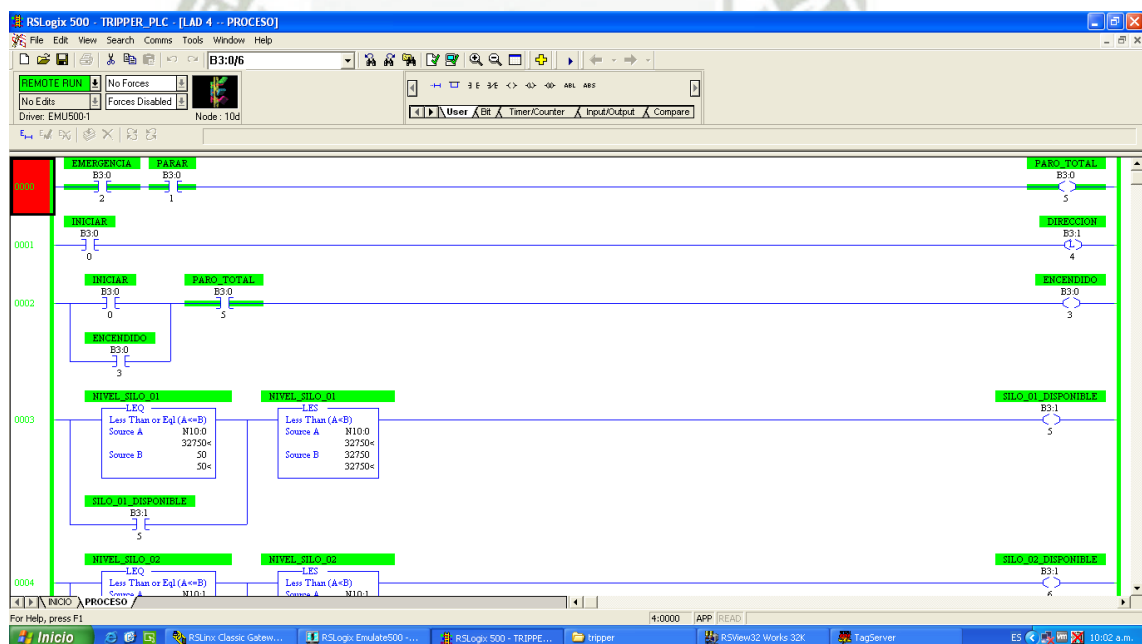 RSLogix 500 - TRIPPER_PLC - [LAD 4 -- PROCESO]
File Edit View Search Comms Tools Window Help
B3:0/6
REMOTE RUN No Forces
No Edits Forces Disabled
Driver: EMU500-1 Node : 10d
ABL ABS
User Bit Timer/Counter Input/Output Compare
EMERGENCIA PARAR PARO_TOTAL
B3:0 B3:0 B3:0
0000
2 1 5
INICIAR DIRECCION
B3:0 B3:1
0001 L
0 4
INICIAR PARO_TOTAL ENCENDIDO
B3:0 B3:0 B3:0
0002
0 5 3
ENCENDIDO
B3:0
3
NIVEL_SILO_01 NIVEL_SILO_01 SILO_01_DISPONIBLE
LEQ LES B3:1
0003 Less Than or Eql (A<=B) Less Than (A<B)
Source A N10:0 Source A N10:0 5
32750< 32750<
Source B 50 Source B 32750
50< 32750<
SILO_01_DISPONIBLE
B3:1
5
NIVEL_SILO_02 NIVEL_SILO_02 SILO_02_DISPONIBLE
LEQ LES B3:1
0004 Less Than or Eql (A<=B) Less Than (A<B)
Source A N10:1 Source A N10:1 6
INICIO PROCESO
For Help, press F1 4:0000 APP READ
Inicio RSLinx Classic Gatew... RSLogix Emulate500 -... RSLogix 500 - TRIPPE... tripper RSView32 Works 32K TagServer ES 10:02 a.m.